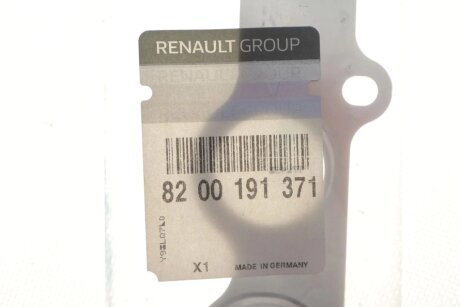 RENAULT GROUP
82 00 191 371
X1 MADE IN GERMANY